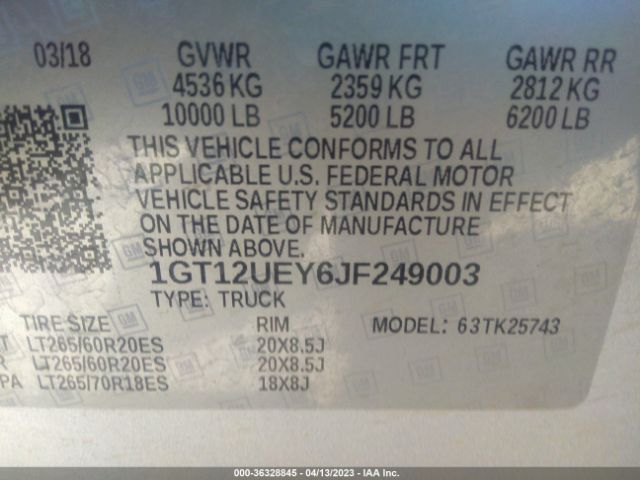 03/18 GVWR GAWR FRT GAWR RR
4536 KG 2359 KG 2812 KG
10000 LB 5200 LB 6200 LB
THIS VEHICLE CONFORMS TO ALL
APPLICABLE U.S. FEDERAL MOTOR
VEHICLE SAFETY STANDARDS IN EFFECT
ON THE DATE OF MANUFACTURE
SHOWN ABOVE.
1GT12UEY6JF249003
TYPE: TRUCK
TIRE SIZE RIM MODEL: 63TK25743
LT265/60R20ES 20X8.5J
R LT265/60R20ES 20X8.5J
PA LT265/70R18ES 18X8J
000-36328845 - 04/13/2023 - IAA Inc.